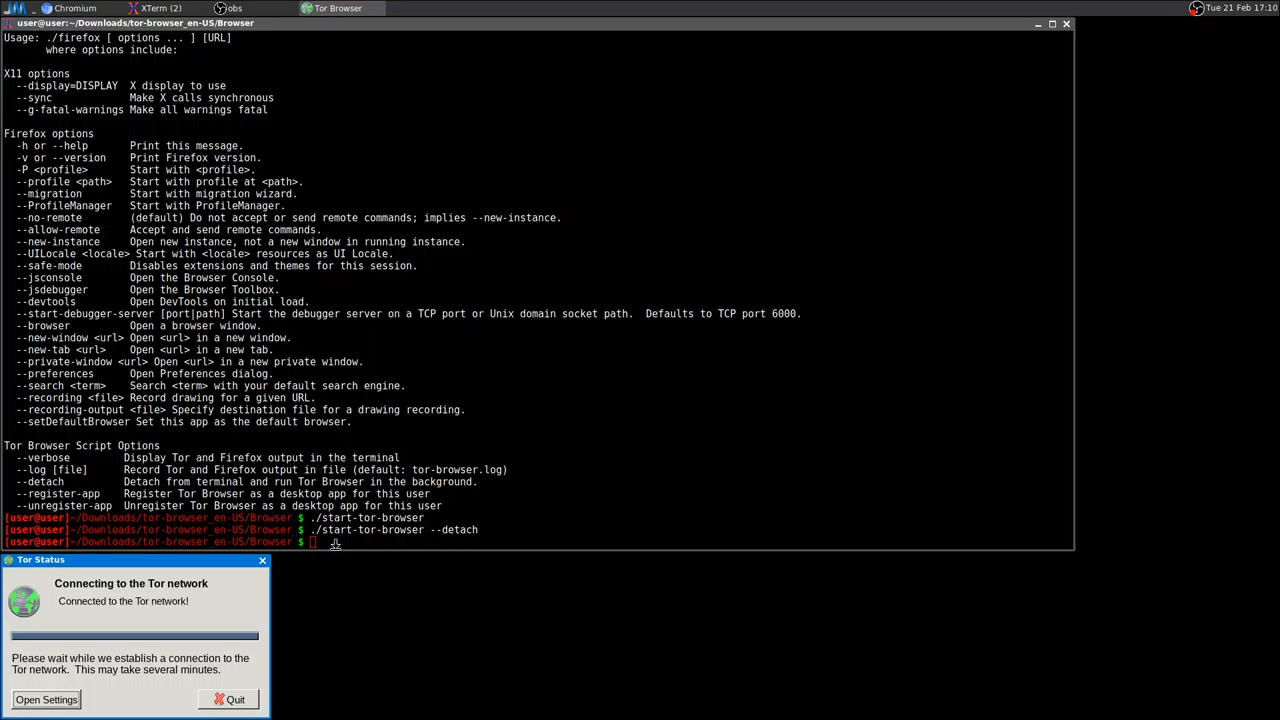 Chromium XTerm (2) obs Tor Browser Tue 21 Feb 17:10
user@user:~/Downloads/tor-browser_en-US/Browser
Usage: ./firefox [ options ... ] [URL]
where options include:
X11 options
--display=DISPLAY X display to use
--sync Make X calls synchronous
--g-fatal-warnings Make all warnings fatal
Firefox options
-h or --help Print this message.
-v or --version Print Firefox version.
-P <profile> Start with <profile>.
--profile <path> Start with profile at <path>.
--migration Start with migration wizard.
--ProfileManager Start with ProfileManager.
--no-remote (default) Do not accept or send remote commands; implies --new-instance.
--allow-remote Accept and send remote commands.
--new-instance Open new instance, not a new window in running instance.
--UILocale <locale> Start with <locale> resources as UI Locale.
--safe-mode Disables extensions and themes for this session.
--jsconsole Open the Browser Console.
--jsdebugger Open the Browser Toolbox.
--devtools Open DevTools on initial load.
--start-debugger-server [port|path] Start the debugger server on a TCP port or Unix domain socket path. Defaults to TCP port 6000.
--browser Open a browser window.
--new-window <url> Open <url> in a new window.
--new-tab <url> Open <url> in a new tab.
--private-window <url> Open <url> in a new private window.
--preferences Open Preferences dialog.
--search <term> Search <term> with your default search engine.
--recording <file> Record drawing for a given URL.
--recording-output <file> Specify destination file for a drawing recording.
--setDefaultBrowser Set this app as the default browser.
Tor Browser Script Options
--verbose Display Tor and Firefox output in the terminal
--log [file] Record Tor and Firefox output in file (default: tor-browser.log)
--detach Detach from terminal and run Tor Browser in the background.
--register-app Register Tor Browser as a desktop app for this user
--unregister-app Unregister Tor Browser as a desktop app for this user
[user@user]~/Downloads/tor-browser_en-US/Browser $ ./start-tor-browser
[user@user]~/Downloads/tor-browser_en-US/Browser $ ./start-tor-browser --detach
[user@user]~/Downloads/tor-browser_en-US/Browser $
Tor Status
Connecting to the Tor network
Connected to the Tor network!
Please wait while we establish a connection to the
Tor network. This may take several minutes.
Open Settings Quit